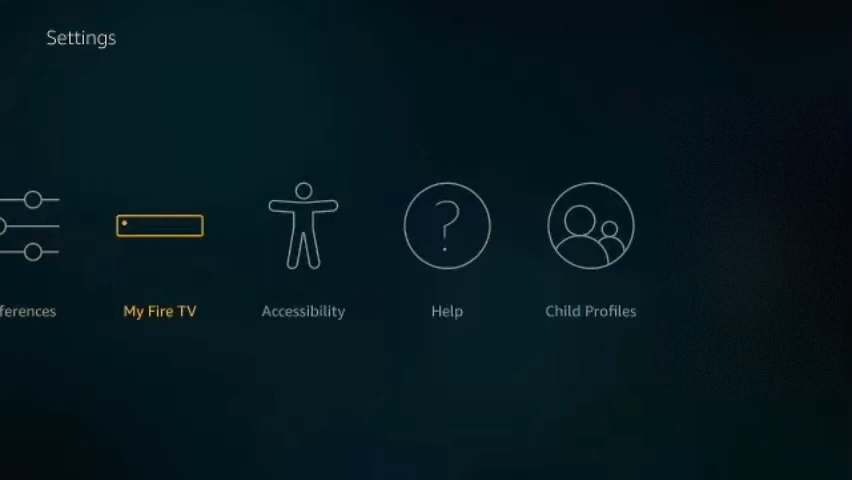 Settings
ferences
My Fire TV
Accessibility
Help
Child Profiles